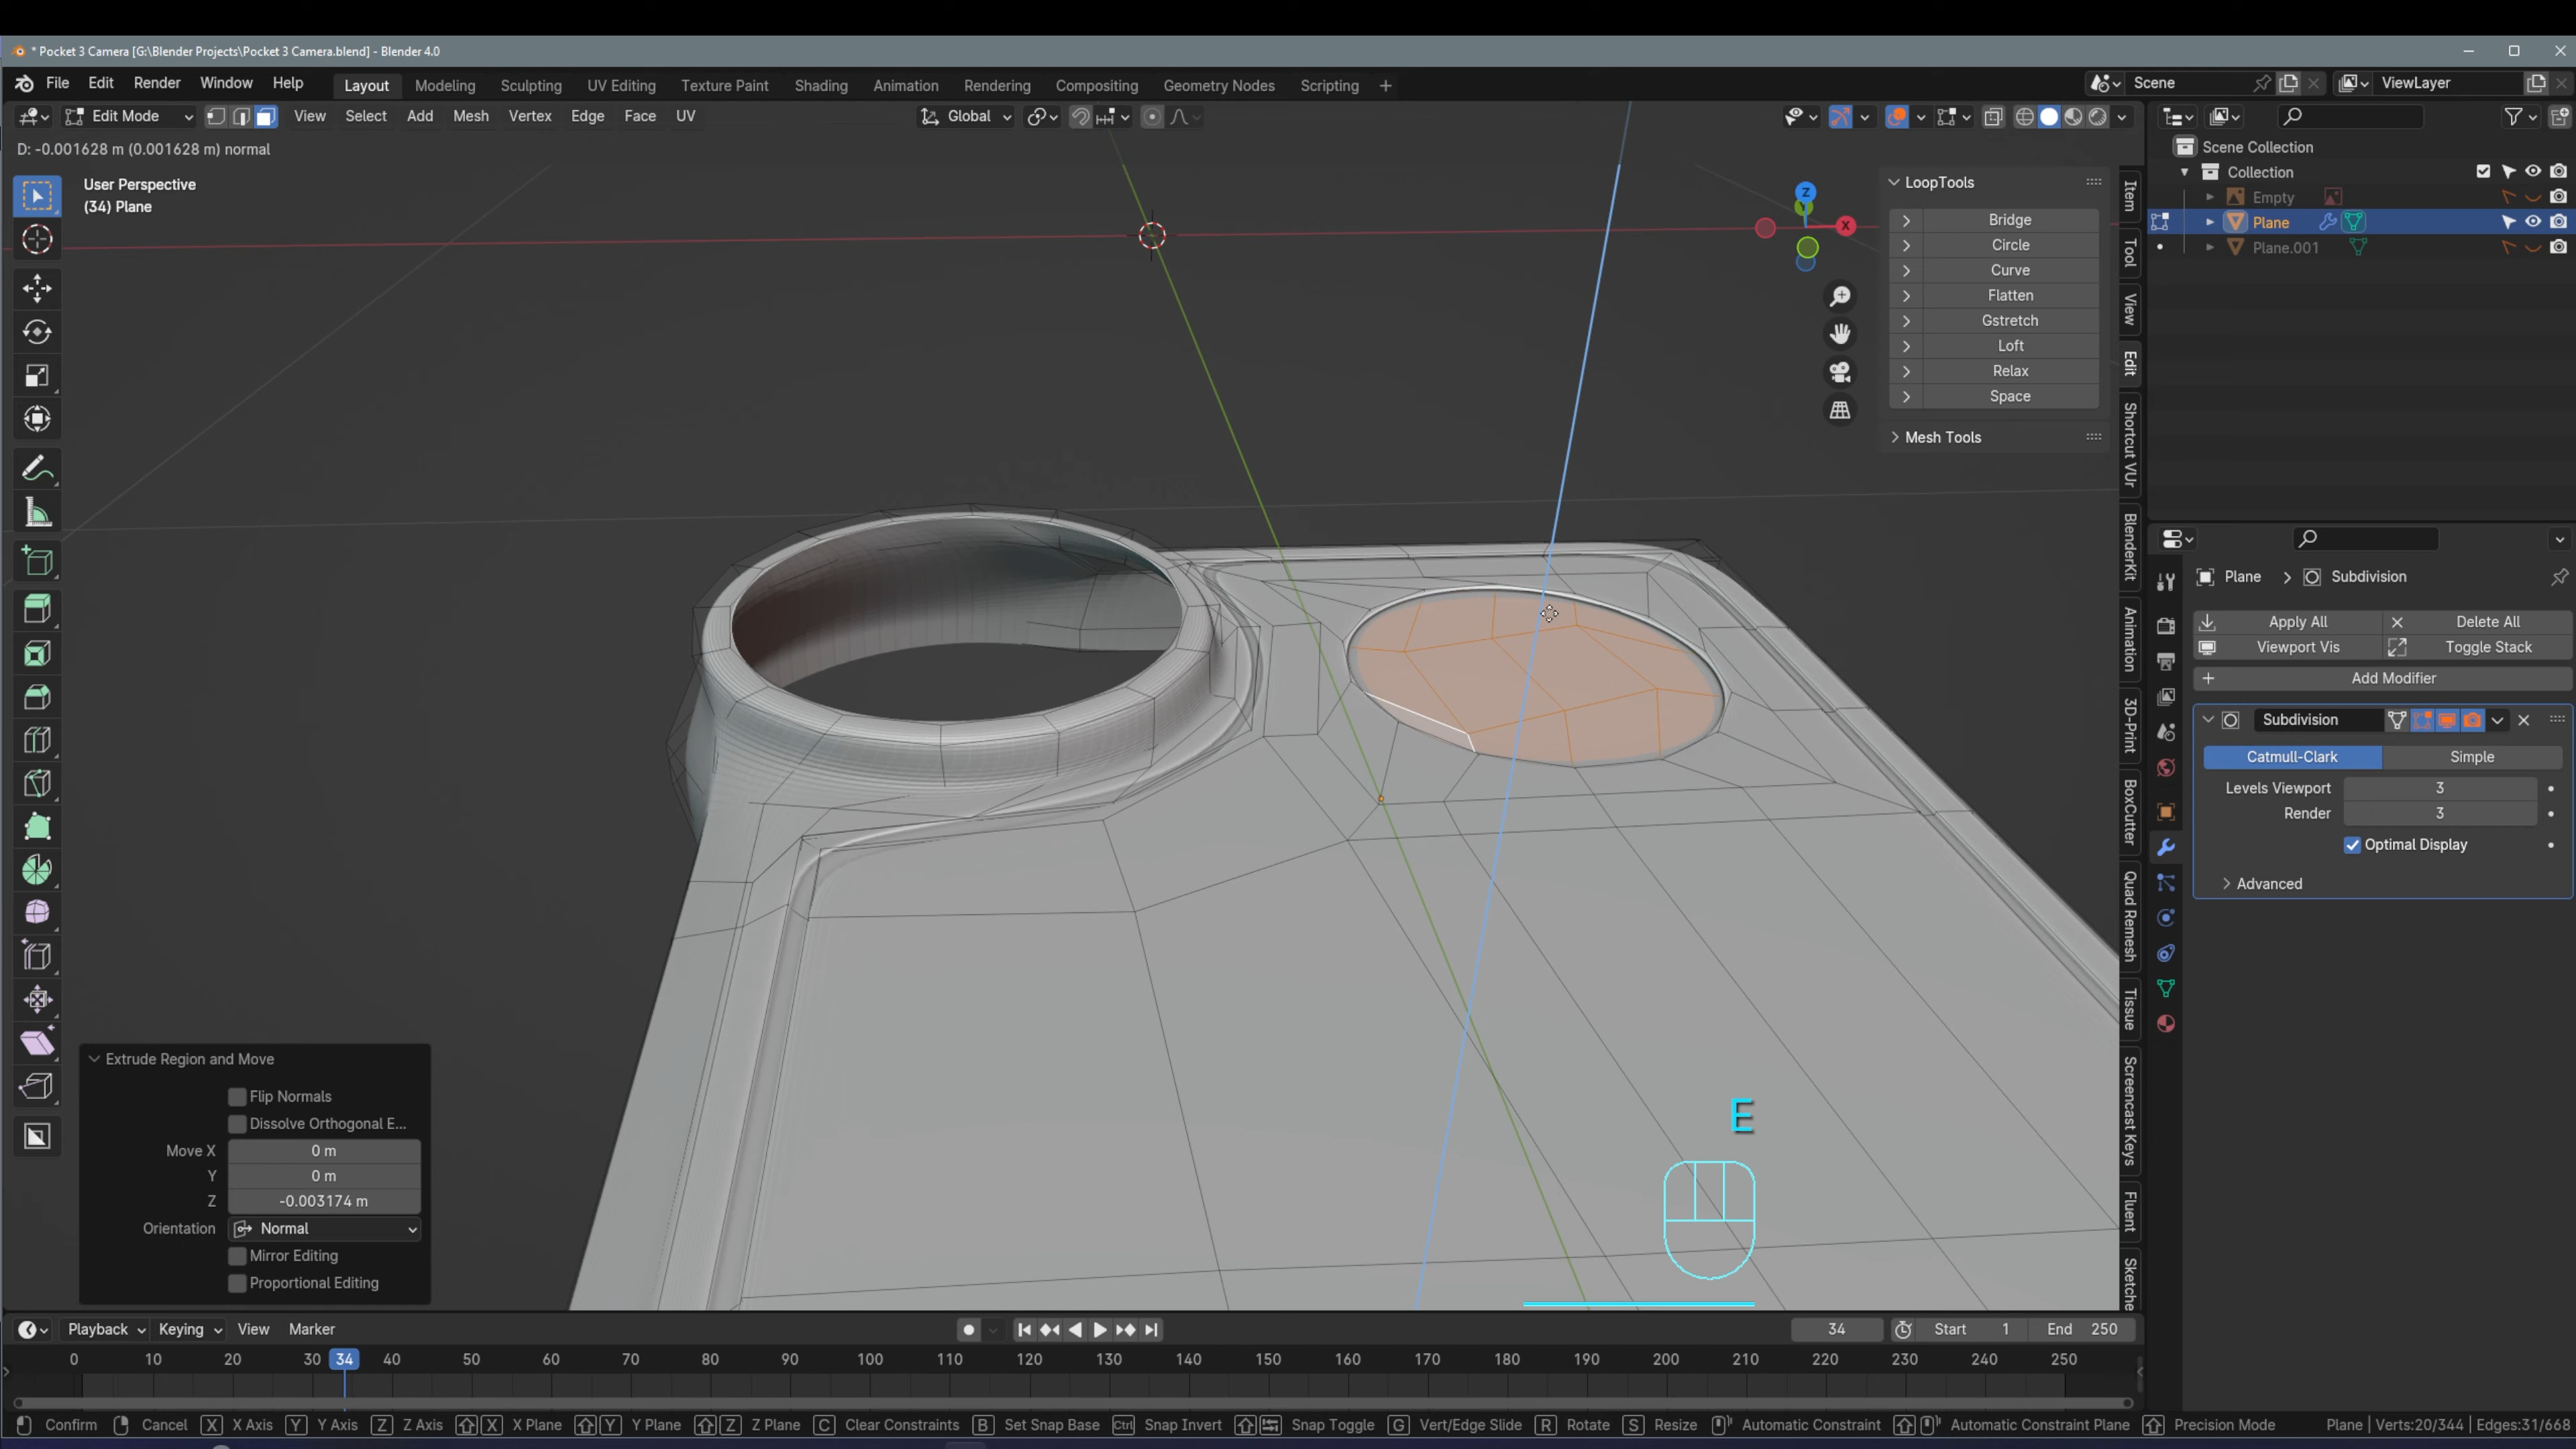 * Pocket 3 Camera [G:\Blender Projects\Pocket 3 Camera.blend] - Blender 4.0
File Edit Render Window Help Layout Modeling Sculpting UV Editing Texture Paint Shading Animation Rendering Compositing Geometry Nodes Scripting + Scene ViewLayer
Edit Mode View Select Add Mesh Vertex Edge Face UV Global
D: -0.001628 m (0.001628 m) normal
User Perspective
(34) Plane
Z
X
LoopTools
Bridge
Circle
Curve
Flatten
Gstretch
Loft
Relax
Space
Mesh Tools
Item
Tool
View
Edit
Shortcut VUr
BlenderKit
Animation
3D-Print
BoxCutter
Quad Remesh
Tissue
Screencast Keys
Fluent
Sketche
Scene Collection
Collection
Empty
Plane
Plane.001
Plane > Subdivision
Apply All Delete All
Viewport Vis Toggle Stack
Add Modifier
Subdivision
Catmull-Clark Simple
Levels Viewport 3
Render 3
Optimal Display
Advanced
E
Extrude Region and Move
Flip Normals
Dissolve Orthogonal E...
Move X 0 m
Y 0 m
Z -0.003174 m
Orientation Normal
Mirror Editing
Proportional Editing
Playback Keying View Marker 34 Start 1 End 250
0 10 20 30 34 40 50 60 70 80 90 100 110 120 130 140 150 160 170 180 190 200 210 220 230 240 250
Confirm Cancel X X Axis Y Y Axis Z Z Axis X X Plane Y Y Plane Z Z Plane C Clear Constraints B Set Snap Base Ctrl Snap Invert Snap Toggle G Vert/Edge Slide R Rotate S Resize Automatic Constraint Automatic Constraint Plane Precision Mode Plane | Verts:20/344 | Edges:31/668